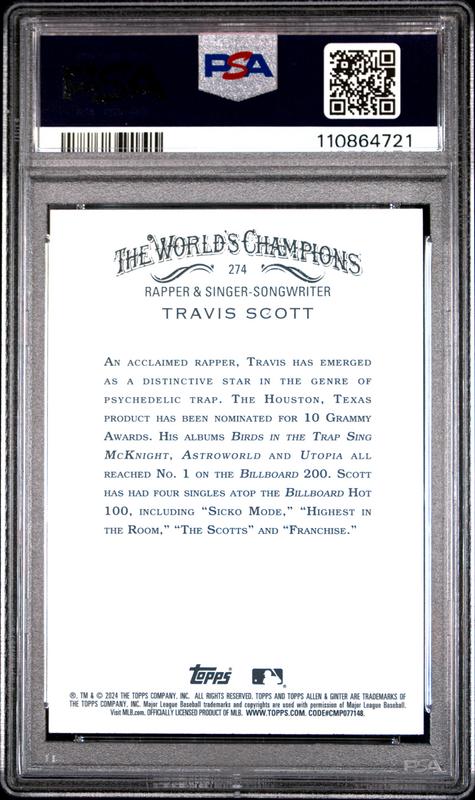 PSA
PSA
110864721
THE WORLD'S CHAMPIONS
274
RAPPER & SINGER-SONGWRITER
TRAVIS SCOTT
AN ACCLAIMED RAPPER, TRAVIS HAS EMERGED
AS A DISTINCTIVE STAR IN THE GENRE OF
PSYCHEDELIC TRAP. THE HOUSTON, TEXAS
PRODUCT HAS BEEN NOMINATED FOR 10 GRAMMY
AWARDS. HIS ALBUMS BIRDS IN THE TRAP SING
MCKNIGHT, ASTROWORLD AND UTOPIA ALL
REACHED NO. 1 ON THE BILLBOARD 200. SCOTT
HAS HAD FOUR SINGLES ATOP THE BILLBOARD HOT
100, INCLUDING “SICKO MODE,” “HIGHEST IN
THE ROOM,” “THE SCOTTS” AND “FRANCHISE.”
Topps
®, TM & © 2024 THE TOPPS COMPANY, INC. ALL RIGHTS RESERVED. TOPPS AND TOPPS ALLEN & GINTER ARE TRADEMARKS OF
THE TOPPS COMPANY, INC. Major League Baseball trademarks and copyrights are used with permission of Major League Baseball.
Visit MLB.com. OFFICIALLY LICENSED PRODUCT OF MLB. WWW.TOPPS.COM. CODE#CMP077148.
PSA